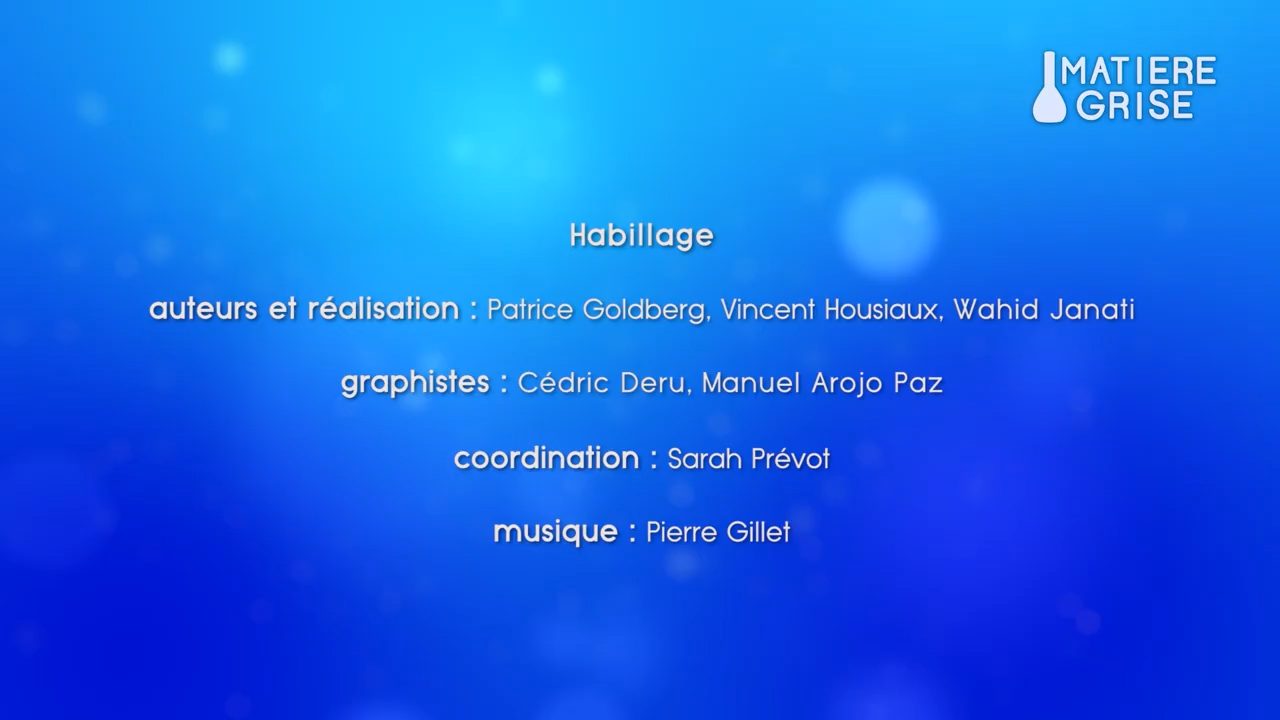 MATIERE
GRISE
Habillage
auteurs et réalisation : Patrice Goldberg, Vincent Housiaux, Wahid Janati
graphistes : Cédric Deru, Manuel Arojo Paz
coordination : Sarah Prévot
musique : Pierre Gillet